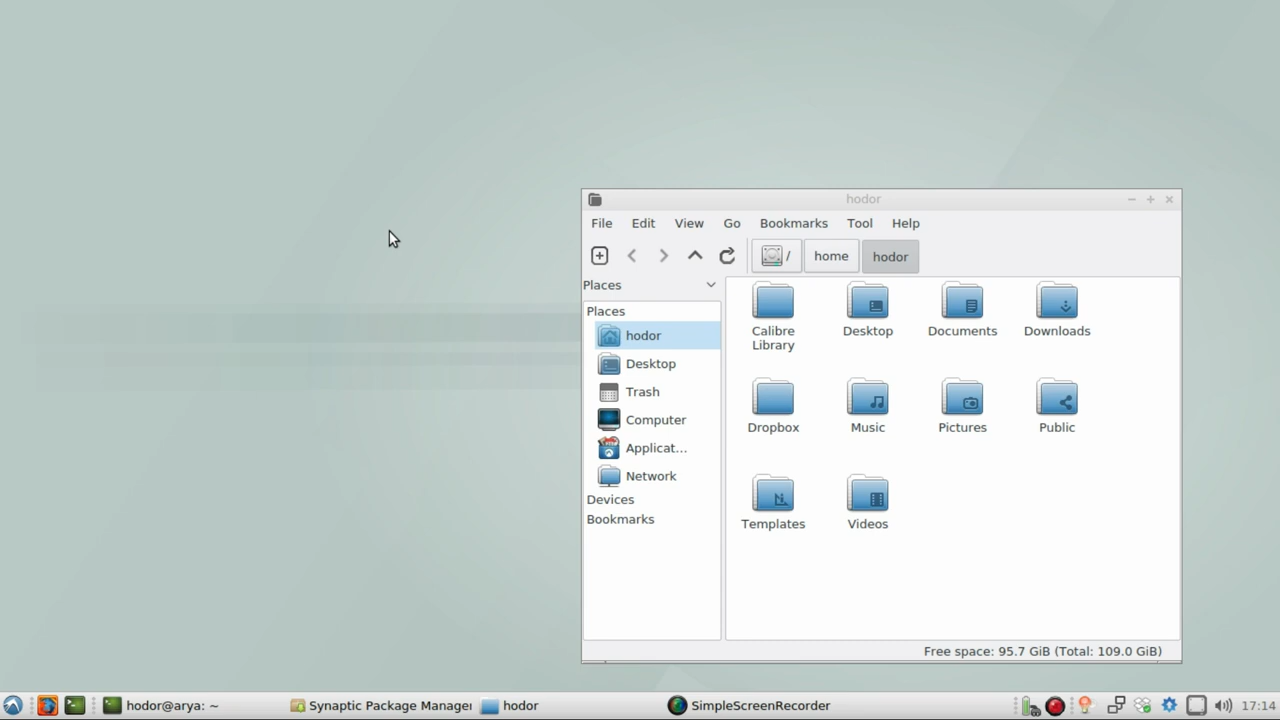 hodor
File Edit View Go Bookmarks Tool Help
/ home hodor
Places
Places
hodor
Desktop
Trash
Computer
Applicat...
Network
Devices
Bookmarks
Calibre
Library
Desktop
Documents
Downloads
Dropbox
Music
Pictures
Public
Templates
Videos
Free space: 95.7 GiB (Total: 109.0 GiB)
hodor@arya: ~
Synaptic Package Manager
hodor
SimpleScreenRecorder
17:14